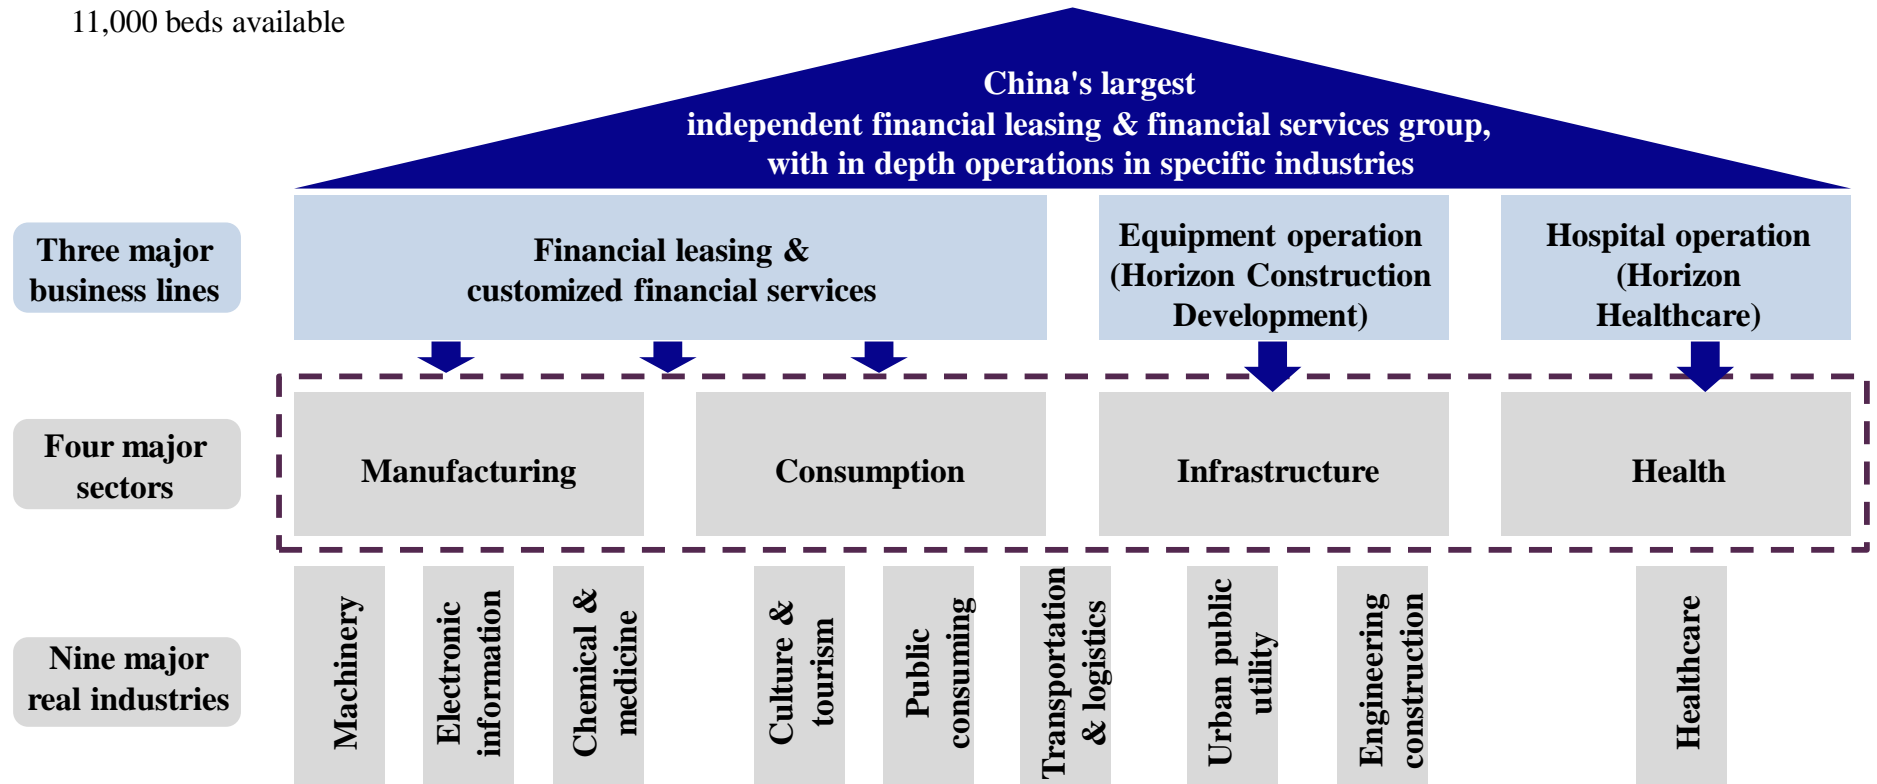 11,000 beds available
China's largest
independent financial leasing & financial services group,
with in depth operations in specific industries
Three major
business lines
Financial leasing &
customized financial services
Equipment operation
(Horizon Construction
Development)
Hospital operation
(Horizon
Healthcare)
Four major
sectors
Manufacturing
Consumption
Infrastructure
Health
Nine major
real industries
Machinery
Electronic
information
Chemical &
medicine
Culture &
tourism
Public
consuming
Transportation
& logistics
Urban public
utility
Engineering
construction
Healthcare